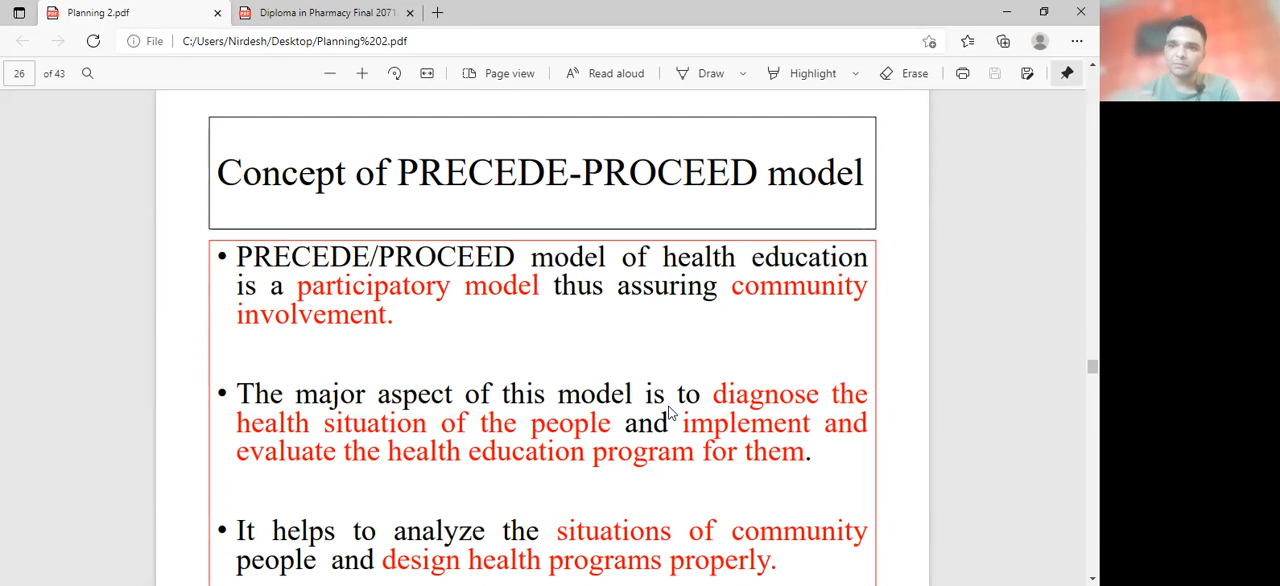 Planning 2.pdf
Diploma in Pharmacy Final 2071
File C:/Users/Nirdesh/Desktop/Planning%202.pdf
26 of 43 Page view Read aloud Draw Highlight Erase
Concept of PRECEDE-PROCEED model
• PRECEDE/PROCEED model of health education
is a participatory model thus assuring community
involvement.
• The major aspect of this model is to diagnose the
health situation of the people and implement and
evaluate the health education program for them.
• It helps to analyze the situations of community
people and design health programs properly.